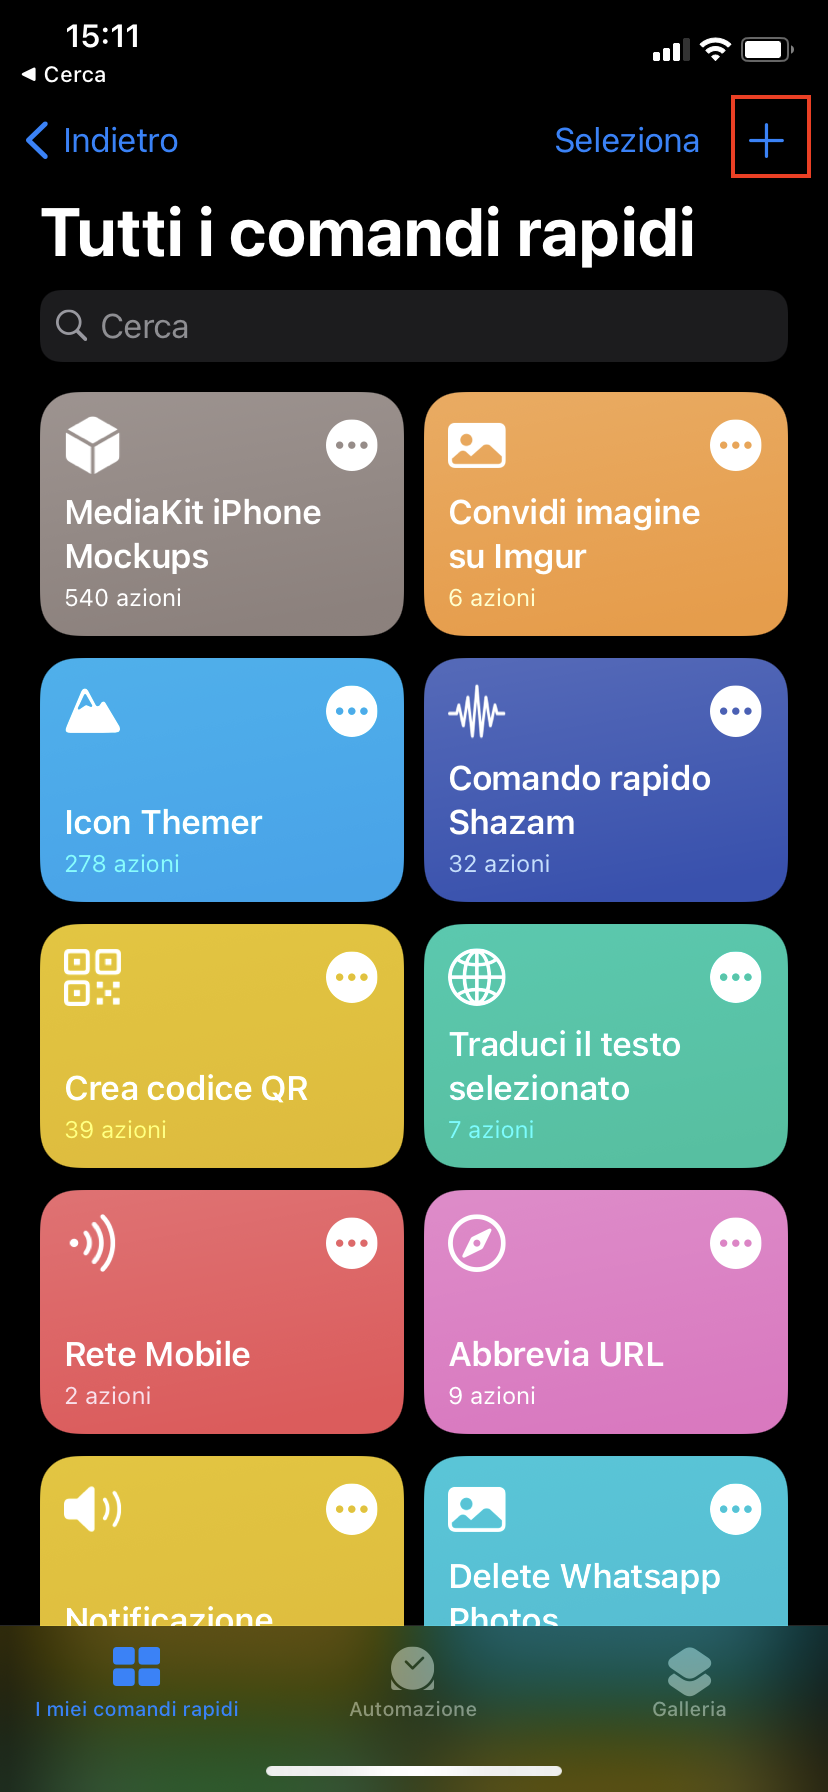 15:11
◀ Cerca
Indietro
Seleziona
Tutti i comandi rapidi
Cerca
MediaKit iPhone
Mockups
540 azioni
Convidi imagine
su Imgur
6 azioni
Icon Themer
278 azioni
Comando rapido
Shazam
32 azioni
Crea codice QR
39 azioni
Traduci il testo
selezionato
7 azioni
Rete Mobile
2 azioni
Abbrevia URL
9 azioni
Notificazione
Delete Whatsapp
Photos
I miei comandi rapidi
Automazione
Galleria